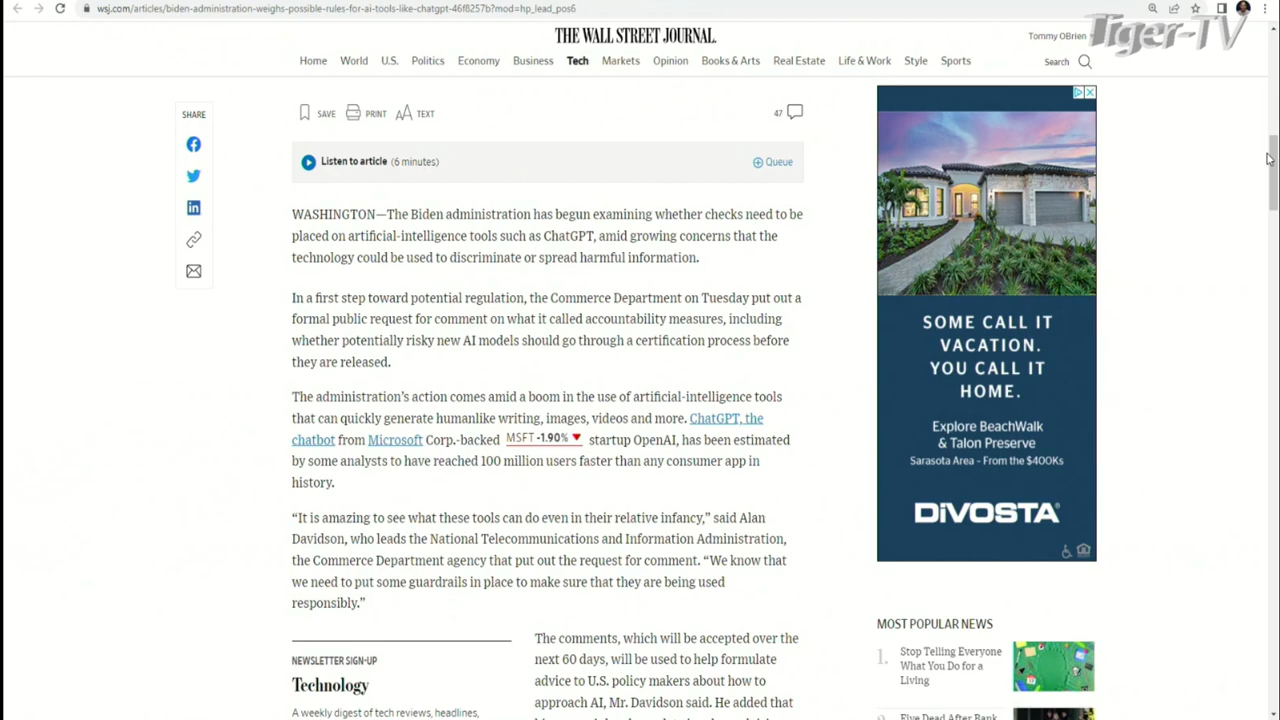 wsj.com/articles/biden-administration-weighs-possible-rules-for-ai-tools-like-chatgpt-46f8257b?mod=hp_lead_pos6
Tiger-TV
THE WALL STREET JOURNAL.
Tommy OBrien
Home World U.S. Politics Economy Business Tech Markets Opinion Books & Arts Real Estate Life & Work Style Sports
Search
SHARE
SAVE PRINT AA TEXT
47
Listen to article (6 minutes)
Queue
WASHINGTON—The Biden administration has begun examining whether checks need to be
placed on artificial-intelligence tools such as ChatGPT, amid growing concerns that the
technology could be used to discriminate or spread harmful information.
In a first step toward potential regulation, the Commerce Department on Tuesday put out a
formal public request for comment on what it called accountability measures, including
whether potentially risky new AI models should go through a certification process before
they are released.
The administration’s action comes amid a boom in the use of artificial-intelligence tools
that can quickly generate humanlike writing, images, videos and more. ChatGPT, the
chatbot from Microsoft Corp.-backed MSFT -1.90% ▼ startup OpenAI, has been estimated
by some analysts to have reached 100 million users faster than any consumer app in
history.
“It is amazing to see what these tools can do even in their relative infancy,” said Alan
Davidson, who leads the National Telecommunications and Information Administration,
the Commerce Department agency that put out the request for comment. “We know that
we need to put some guardrails in place to make sure that they are being used
responsibly.”
NEWSLETTER SIGN-UP
Technology
A weekly digest of tech reviews, headlines,
The comments, which will be accepted over the
next 60 days, will be used to help formulate
advice to U.S. policy makers about how to
approach AI, Mr. Davidson said. He added that
SOME CALL IT
VACATION.
YOU CALL IT
HOME.
Explore BeachWalk
& Talon Preserve
Sarasota Area - From the $400Ks
DiVOSTA
MOST POPULAR NEWS
1.
Stop Telling Everyone
What You Do for a
Living
Five Dead After Bank